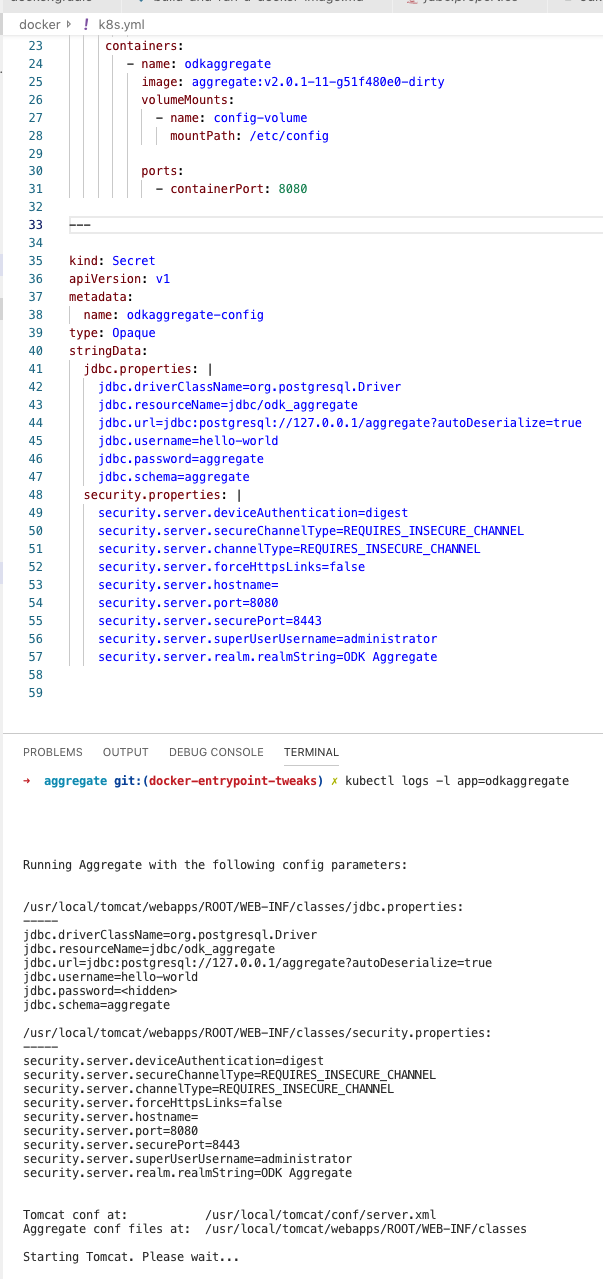 docker › ! k8s.yml
23 containers:
24 - name: odkaggregate
25 image: aggregate:v2.0.1-11-g51f480e0-dirty
26 volumeMounts:
27 - name: config-volume
28 mountPath: /etc/config
29
30 ports:
31 - containerPort: 8080
32
33 ---
34
35 kind: Secret
36 apiVersion: v1
37 metadata:
38 name: odkaggregate-config
39 type: Opaque
40 stringData:
41 jdbc.properties: |
42 jdbc.driverClassName=org.postgresql.Driver
43 jdbc.resourceName=jdbc/odk_aggregate
44 jdbc.url=jdbc:postgresql://127.0.0.1/aggregate?autoDeserialize=true
45 jdbc.username=hello-world
46 jdbc.password=aggregate
47 jdbc.schema=aggregate
48 security.properties: |
49 security.server.deviceAuthentication=digest
50 security.server.secureChannelType=REQUIRES_INSECURE_CHANNEL
51 security.server.channelType=REQUIRES_INSECURE_CHANNEL
52 security.server.forceHttpsLinks=false
53 security.server.hostname=
54 security.server.port=8080
55 security.server.securePort=8443
56 security.server.superUserUsername=administrator
57 security.server.realm.realmString=ODK Aggregate
58
59
PROBLEMS OUTPUT DEBUG CONSOLE TERMINAL
→ aggregate git:(docker-entrypoint-tweaks) ✗ kubectl logs -l app=odkaggregate
Running Aggregate with the following config parameters:
/usr/local/tomcat/webapps/ROOT/WEB-INF/classes/jdbc.properties:
-----
jdbc.driverClassName=org.postgresql.Driver
jdbc.resourceName=jdbc/odk_aggregate
jdbc.url=jdbc:postgresql://127.0.0.1/aggregate?autoDeserialize=true
jdbc.username=hello-world
jdbc.password=<hidden>
jdbc.schema=aggregate
/usr/local/tomcat/webapps/ROOT/WEB-INF/classes/security.properties:
-----
security.server.deviceAuthentication=digest
security.server.secureChannelType=REQUIRES_INSECURE_CHANNEL
security.server.channelType=REQUIRES_INSECURE_CHANNEL
security.server.forceHttpsLinks=false
security.server.hostname=
security.server.port=8080
security.server.securePort=8443
security.server.superUserUsername=administrator
security.server.realm.realmString=ODK Aggregate
Tomcat conf at: /usr/local/tomcat/conf/server.xml
Aggregate conf files at: /usr/local/tomcat/webapps/ROOT/WEB-INF/classes
Starting Tomcat. Please wait...